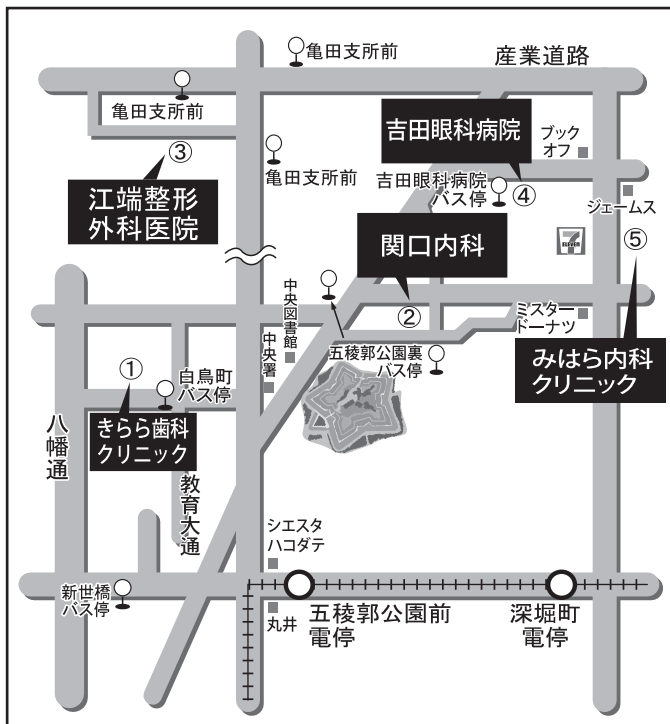 亀田支所前
産業道路
亀田支所前
③
江端整形
外科医院
亀田支所前
吉田眼科病院
ブック
オフ
吉田眼科病院
バス停
④
ジェームス
関口内科
7
ELEVEn
⑤
②
ミスター
ドーナツ
みはら内科
クリニック
中央図書館
中央署
五稜郭公園裏
バス停
①
白鳥町
バス停
きらら歯科
クリニック
八幡通
教育大通
シエスタ
ハコダテ
新世橋
バス停
丸井
五稜郭公園前
電停
深堀町
電停